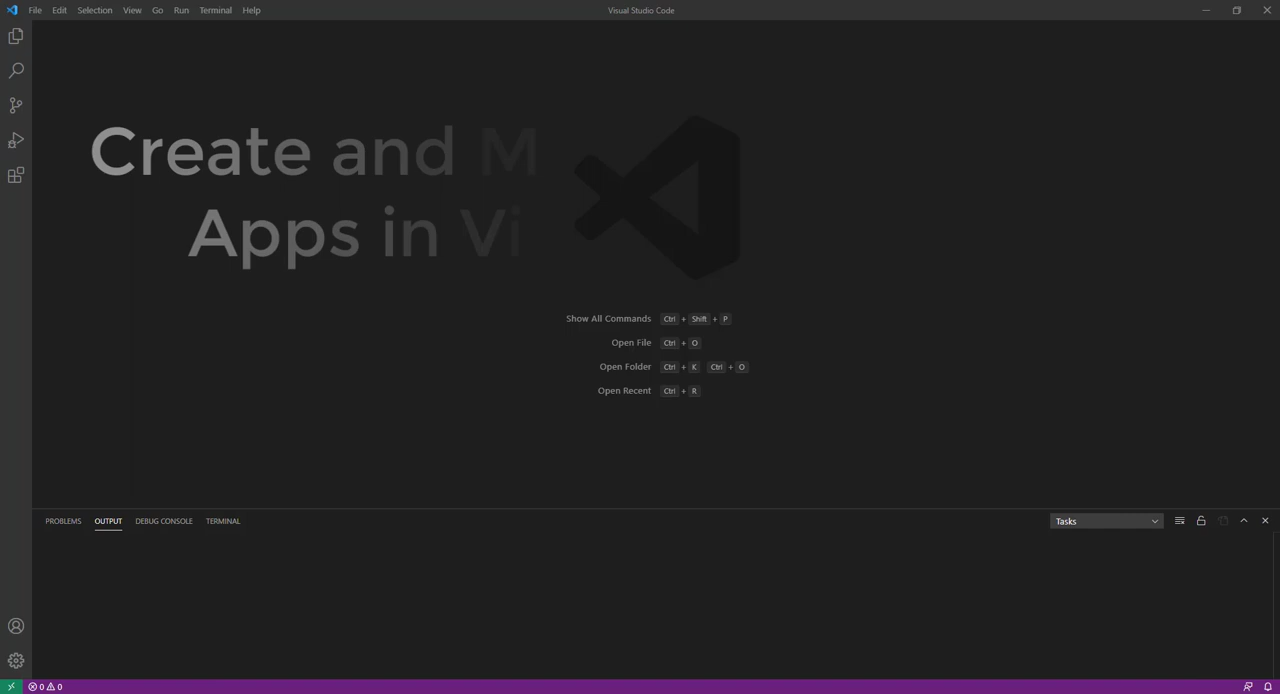 File Edit Selection View Go Run Terminal Help
Visual Studio Code
Create and M
Apps in Vi
Show All Commands Ctrl + Shift + P
Open File Ctrl + O
Open Folder Ctrl + K Ctrl + O
Open Recent Ctrl + R
PROBLEMS OUTPUT DEBUG CONSOLE TERMINAL
Tasks
0 0